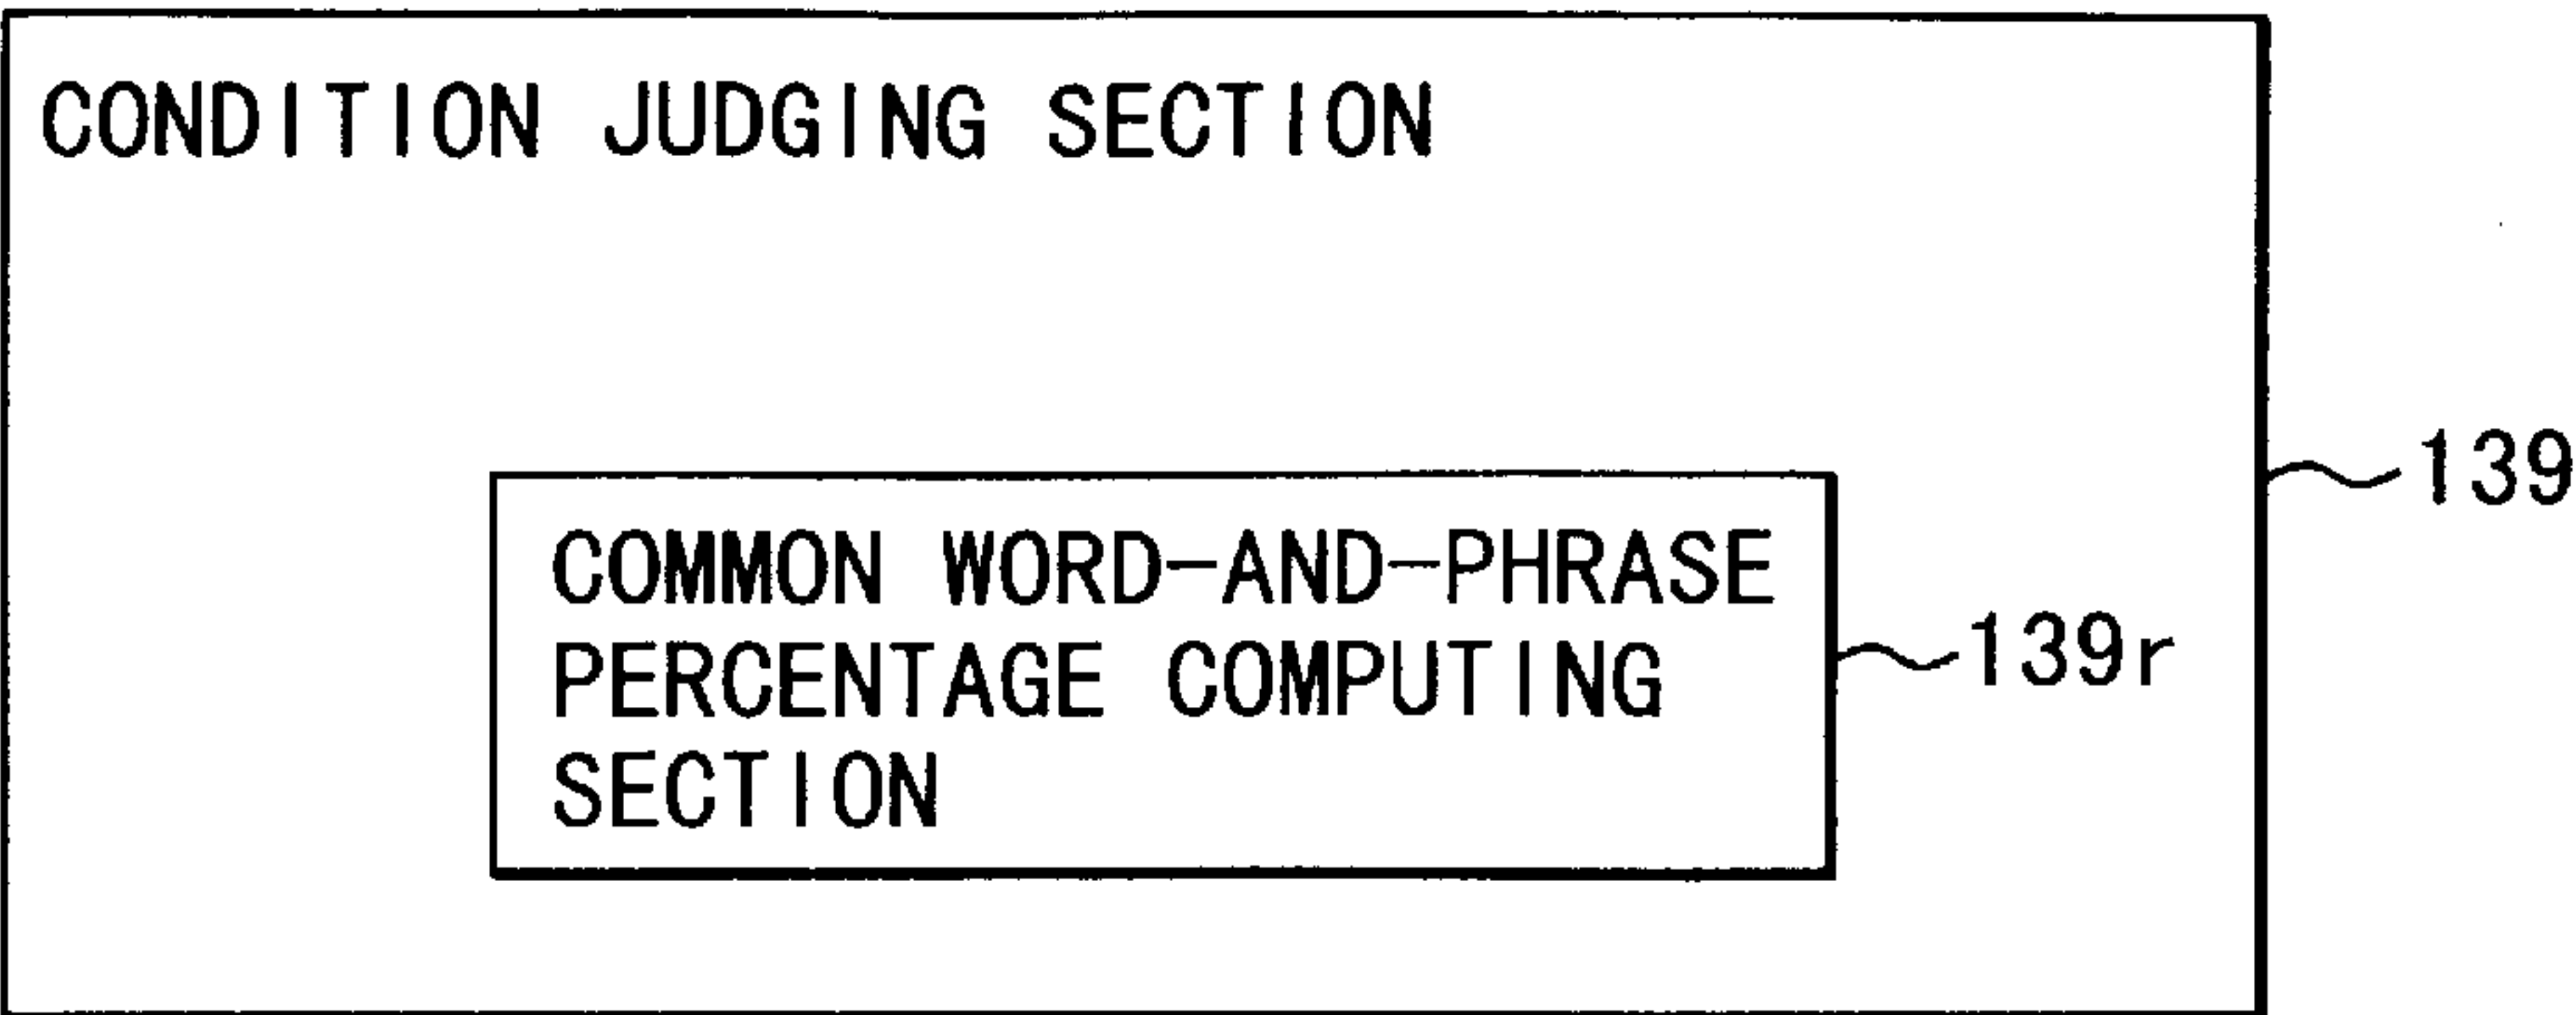 CONDITION JUDGING SECTION
139
COMMON WORD-AND-PHRASE
PERCENTAGE COMPUTING
SECTION
139r